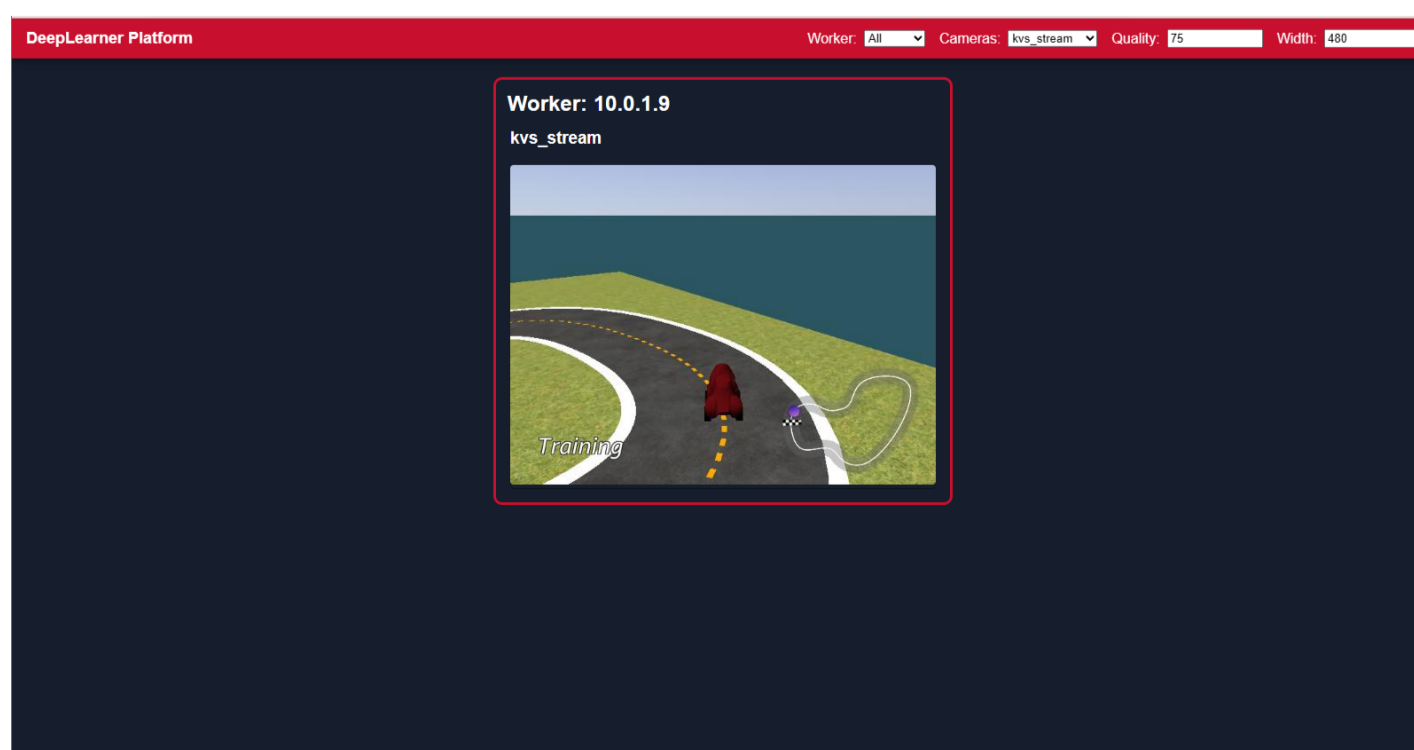 DeepLearner Platform Worker: All Cameras: kvs_stream Quality: 75 Width: 480
Worker: 10.0.1.9
kvs_stream
Training